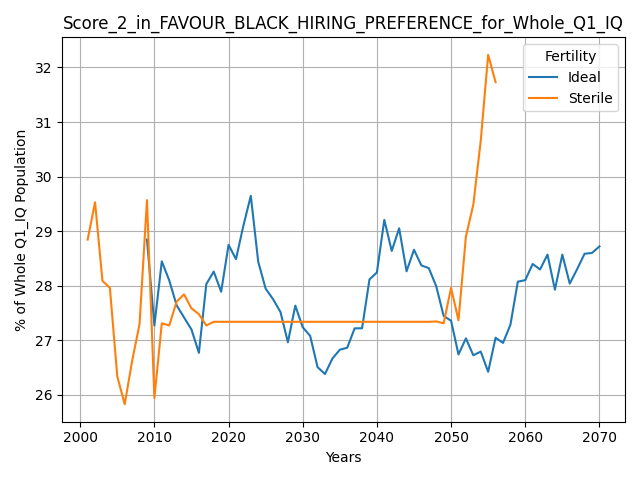 Score_2_in_FAVOUR_BLACK_HIRING_PREFERENCE_for_Whole_Q1_IQ
Fertility
Ideal
Sterile
% of Whole Q1_IQ Population
32
31
30
29
28
27
26
2000 2010 2020 2030 2040 2050 2060 2070
Years